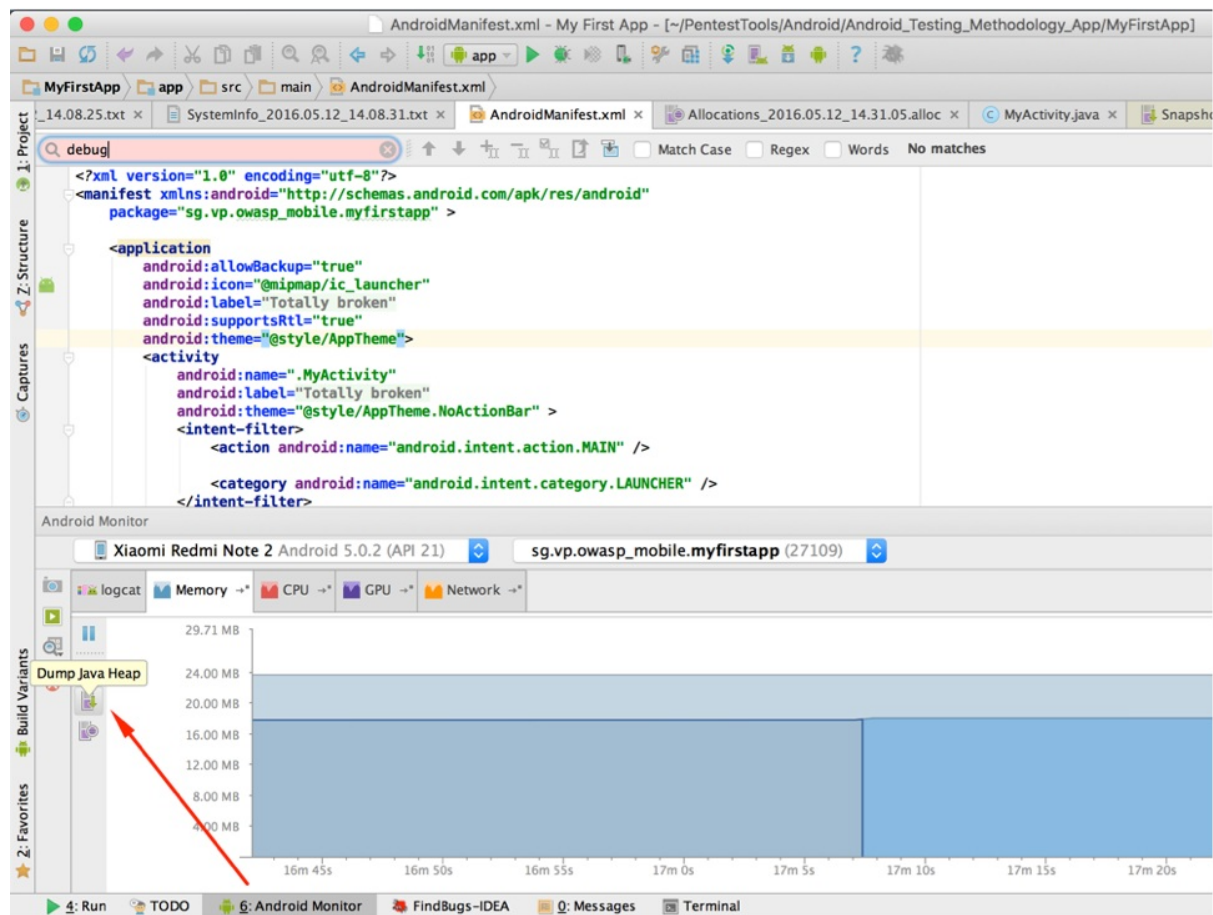 AndroidManifest.xml - My First App - [~/PentestTools/Android/Android_Testing_Methodology_App/MyFirstApp]
app
MyFirstApp app src main AndroidManifest.xml
_14.08.25.txt × SystemInfo_2016.05.12_14.08.31.txt × AndroidManifest.xml × Allocations_2016.05.12_14.31.05.alloc × MyActivity.java × Snapsho
1: Project
debug Match Case Regex Words No matches
<?xml version="1.0" encoding="utf-8"?>
<manifest xmlns:android="http://schemas.android.com/apk/res/android"
package="sg.vp.owasp_mobile.myfirstapp" >
Z: Structure
<application
android:allowBackup="true"
android:icon="@mipmap/ic_launcher"
android:label="Totally broken"
android:supportsRtl="true"
android:theme="@style/AppTheme">
Captures
<activity
android:name=".MyActivity"
android:label="Totally broken"
android:theme="@style/AppTheme.NoActionBar" >
<intent-filter>
<action android:name="android.intent.action.MAIN" />
<category android:name="android.intent.category.LAUNCHER" />
</intent-filter>
Android Monitor
Xiaomi Redmi Note 2 Android 5.0.2 (API 21) sg.vp.owasp_mobile.myfirstapp (27109)
logcat Memory CPU GPU Network
29.71 MB
Dump Java Heap
24.00 MB
20.00 MB
16.00 MB
12.00 MB
8.00 MB
4.00 MB
Build Variants
2: Favorites
16m 45s 16m 50s 16m 55s 17m 0s 17m 5s 17m 10s 17m 15s 17m 20s
4: Run TODO 6: Android Monitor FindBugs-IDEA 0: Messages Terminal